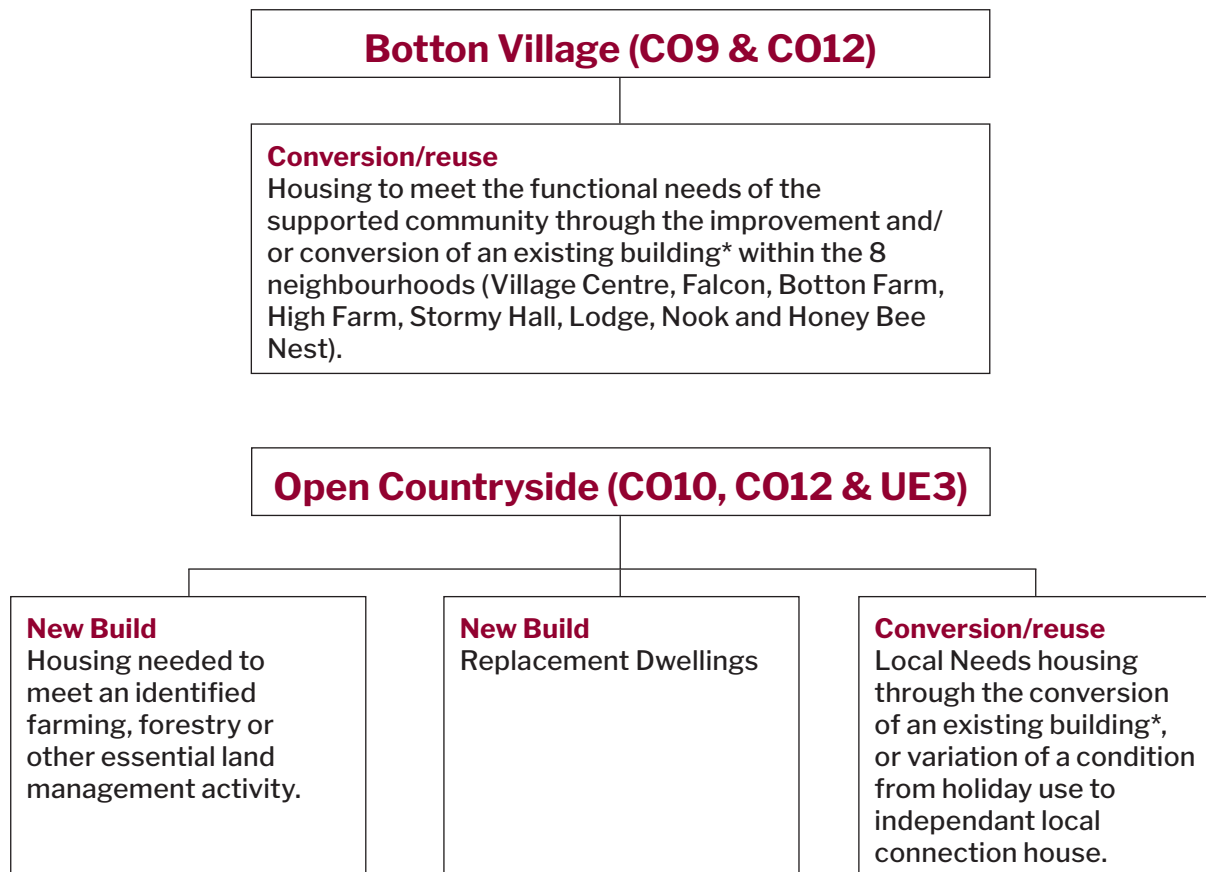 Botton Village (CO9 & CO12)
Conversion/reuse
Housing to meet the functional needs of the
supported community through the improvement and/
or conversion of an existing building* within the 8
neighbourhoods (Village Centre, Falcon, Botton Farm,
High Farm, Stormy Hall, Lodge, Nook and Honey Bee
Nest).
Open Countryside (CO10, CO12 & UE3)
New Build
Housing needed to
meet an identified
farming, forestry or
other essential land
management activity.
New Build
Replacement Dwellings
Conversion/reuse
Local Needs housing
through the conversion
of an existing building*,
or variation of a condition
from holiday use to
independant local
connection house.